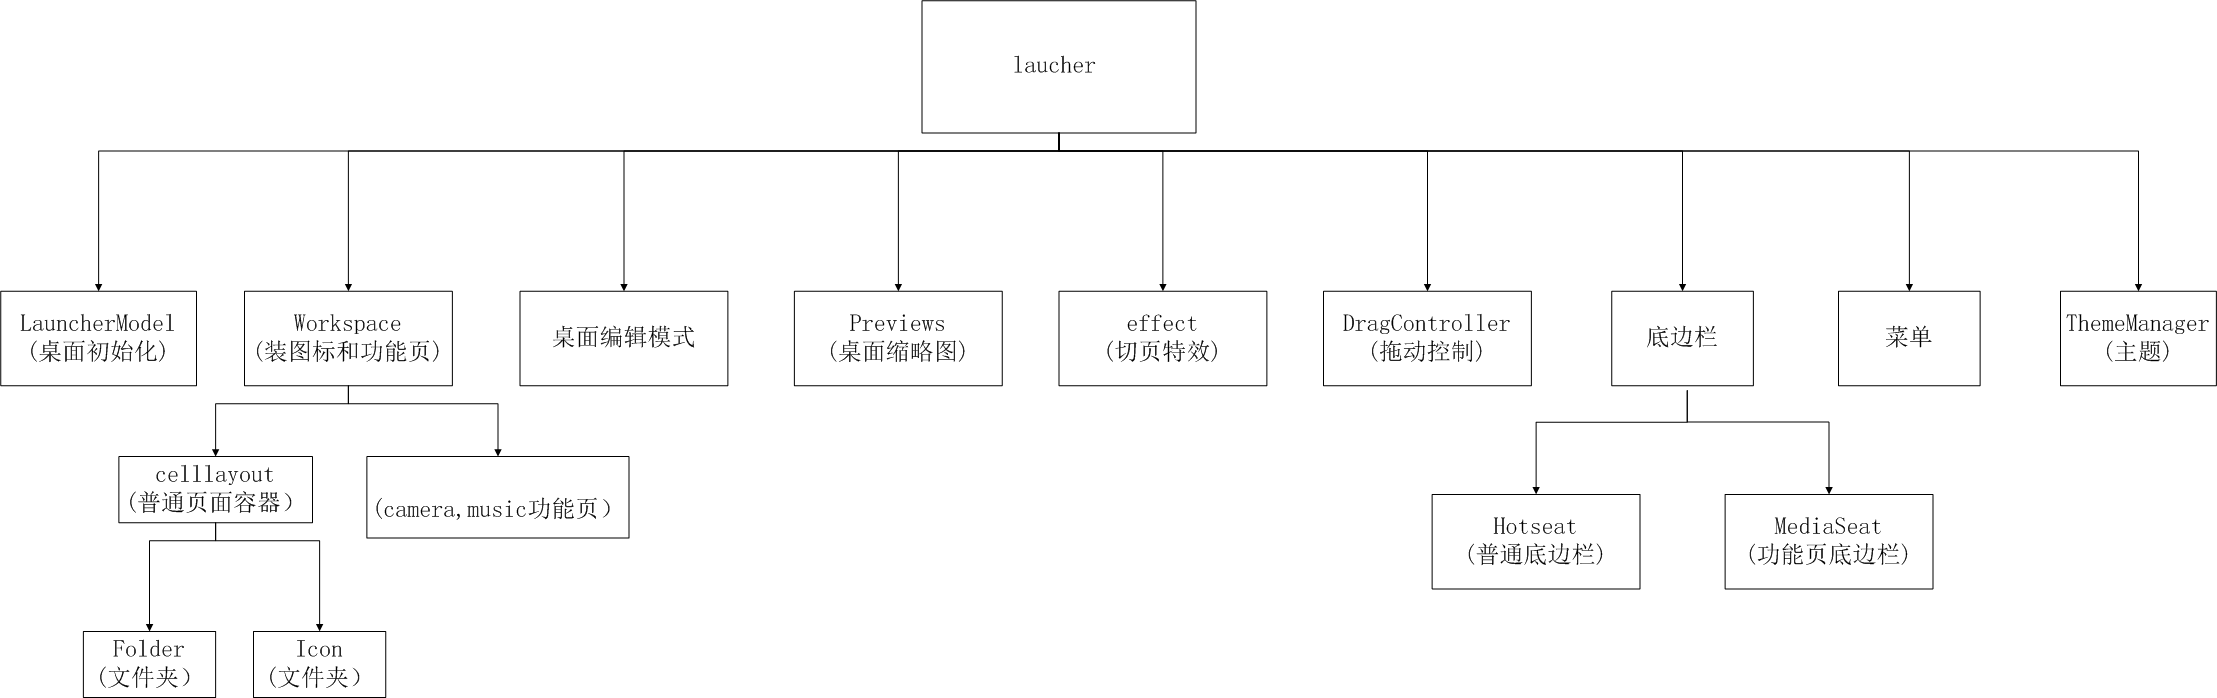 laucher
LauncherModel
(桌面初始化)
Workspace
(装图标和功能页)
桌面编辑模式
Previews
(桌面缩略图)
effect
(切页特效)
DragController
(拖动控制)
底边栏
菜单
ThemeManager
(主题)
celllayout
(普通页面容器）
(camera,music功能页）
Hotseat
(普通底边栏)
MediaSeat
(功能页底边栏)
Folder
(文件夹）
Icon
(文件夹）